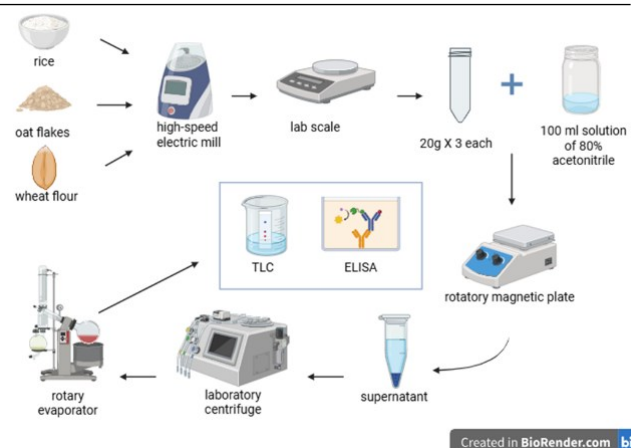 rice
oat flakes
wheat flour
high-speed
electric mill
lab scale
20g X 3 each
+
100 ml solution
of 80%
acetonitrile
rotatory magnetic plate
supernatant
laboratory
centrifuge
rotary
evaporator
TLC
ELISA
Created in BioRender.com bi